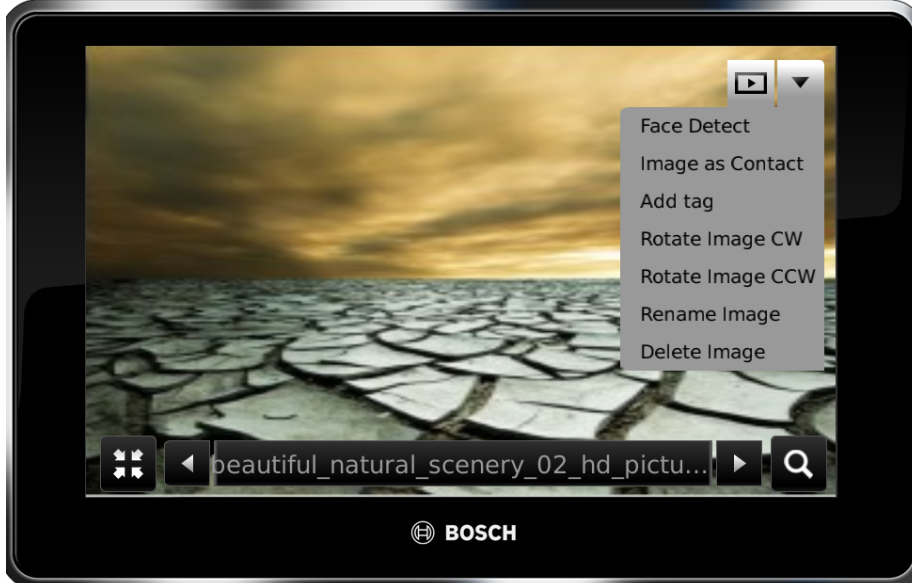 Face Detect
Image as Contact
Add tag
Rotate Image CW
Rotate Image CCW
Rename Image
Delete Image
beautiful_natural_scenery_02_hd_pictu...
BOSCH